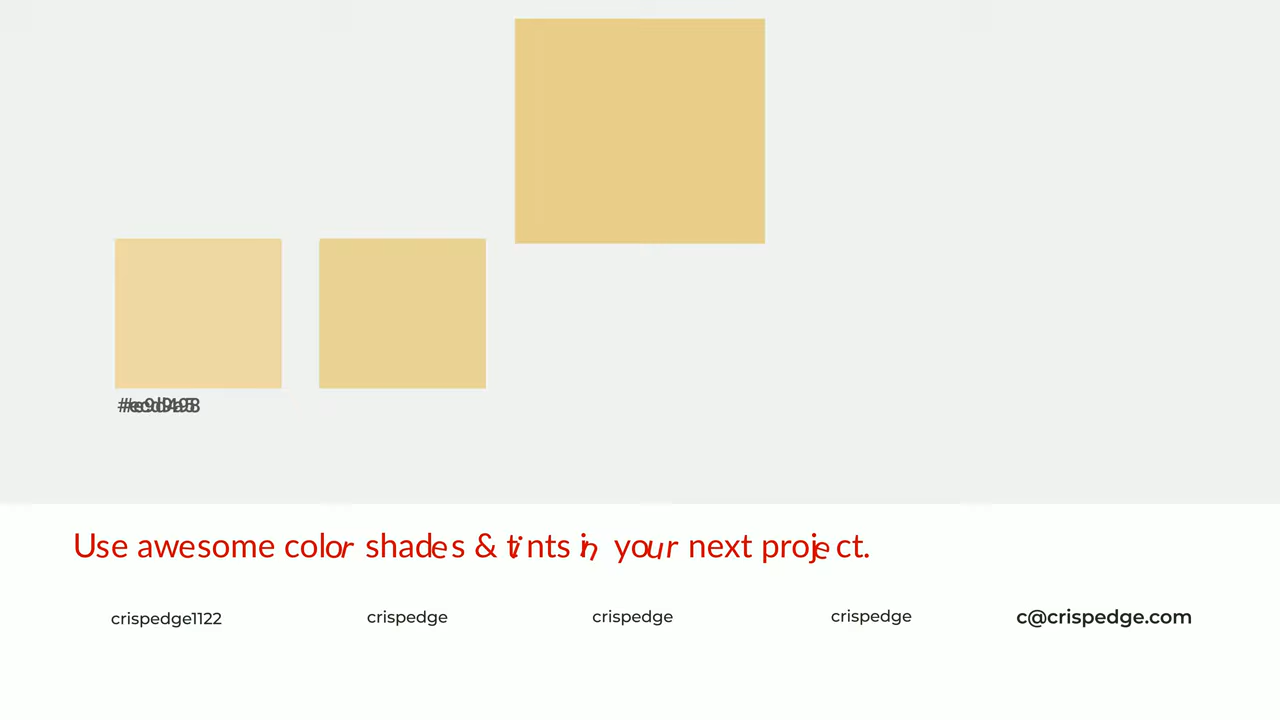 Use awesome color shades & tints in your next project.
crispedge1122 crispedge crispedge crispedge c@crispedge.com